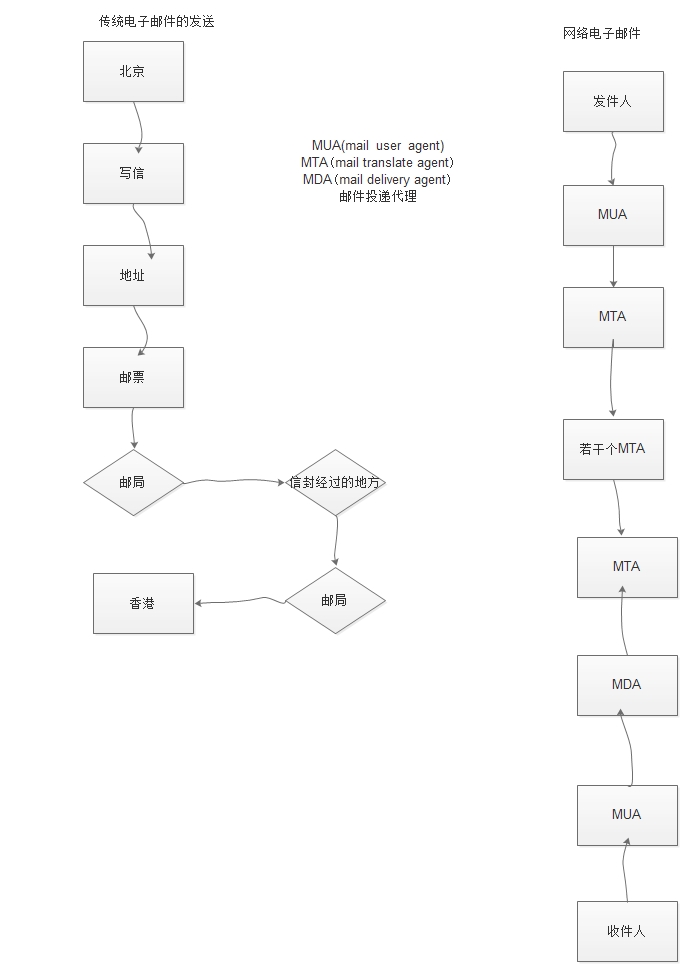 传统电子邮件的发送
北京
写信
地址
邮票
邮局
信封经过的地方
邮局
香港
MUA(mail user agent)
MTA（mail translate agent）
MDA（mail delivery agent）
邮件投递代理
网络电子邮件
发件人
MUA
MTA
若干个MTA
MTA
MDA
MUA
收件人